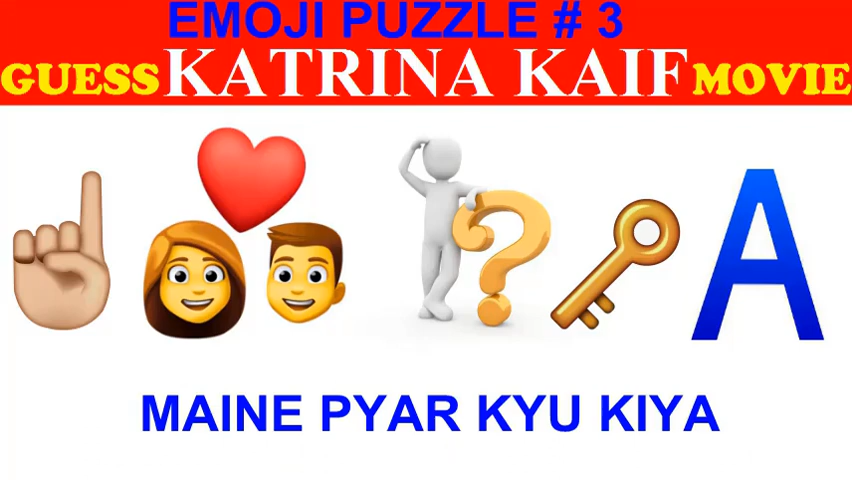 EMOJI PUZZLE # 3
GUESS KATRINA KAIF MOVIE
A
MAINE PYAR KYU KIYA